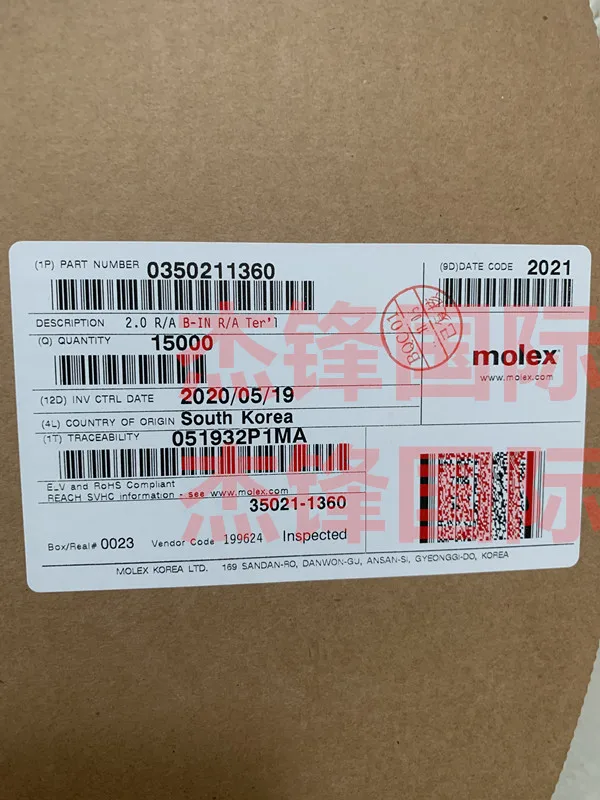 (1P) PART NUMBER 0350211360
(9D)DATE CODE 2021
DESCRIPTION 2.0 R/A B-IN R/A Ter'l
(Q) QUANTITY 15000
BQC01
molex
www.molex.com
(12D) INV CTRL DATE 2020/05/19
(4L) COUNTRY OF ORIGIN South Korea
(1T) TRACEABILITY 051932P1MA
ELV and RoHS Compliant
REACH SVHC information - see www.molex.com
35021-1360
Box/Real# 0023 Vendor Code 199624 Inspected
MOLEX KOREA LTD. 169 SANDAN-RO, DANWON-GU, ANSAN-SI, GYEONGGI-DO, KOREA
杰锋国际
杰锋国际